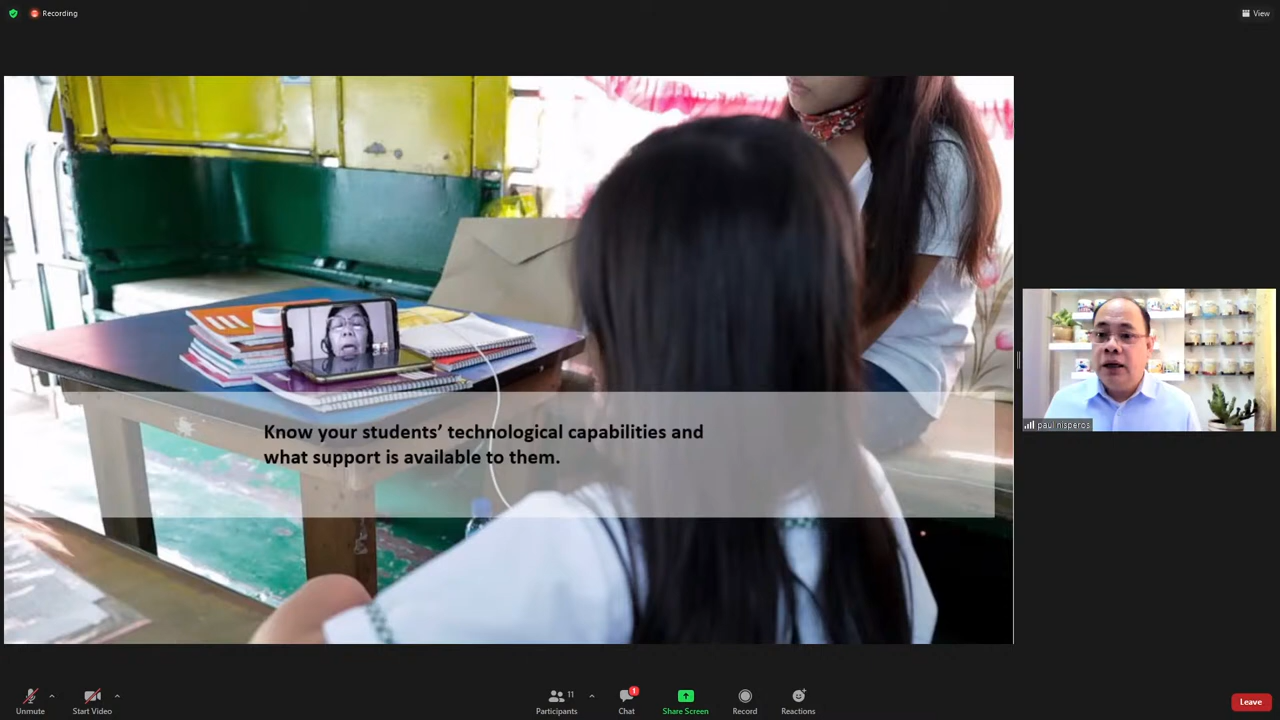 Recording
View
Know your students’ technological capabilities and
what support is available to them.
paul nisperos
Unmute
Start Video
11
Participants
1
Chat
Share Screen
Record
Reactions
Leave